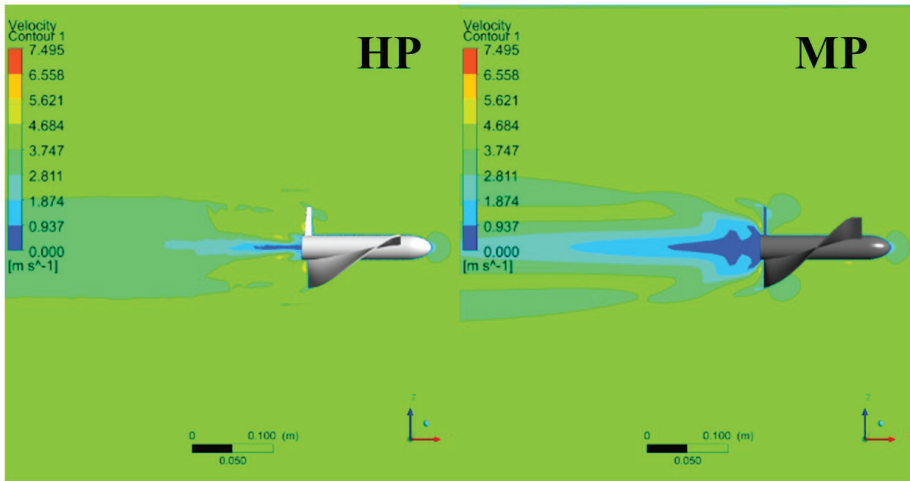 Velocity
Contour 1
7.495
6.558
5.621
4.684
3.747
2.811
1.874
0.937
0.000
[m s^-1]
HP
0
0.100 (m)
0.050
Z
Velocity
Contour 1
7.495
6.558
5.621
4.684
3.747
2.811
1.874
0.937
0.000
[m s^-1]
MP
0
0.100 (m)
0.050
Z